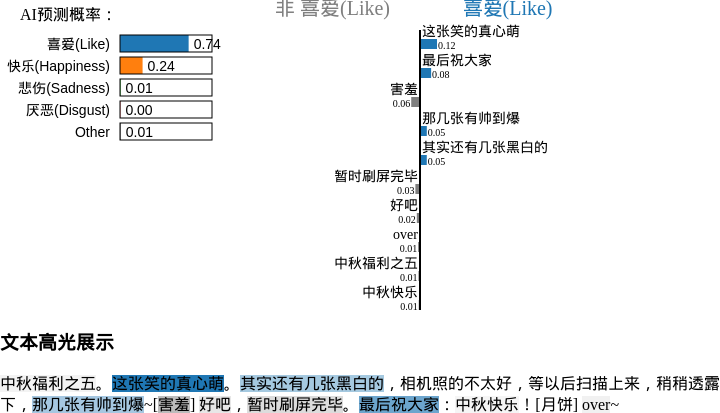 AI预测概率：
喜爱(Like) 0.74
快乐(Happiness) 0.24
悲伤(Sadness) 0.01
厌恶(Disgust) 0.00
Other 0.01
非 喜爱(Like) 喜爱(Like)
这张笑的真心萌
0.12
最后祝大家
0.08
害羞
0.06
那几张有帅到爆
0.05
其实还有几张黑白的
0.05
暂时刷屏完毕
0.03
好吧
0.02
over
0.01
中秋福利之五
0.01
中秋快乐
0.01
文本高光展示
中秋福利之五。这张笑的真心萌。其实还有几张黑白的，相机照的不太好，等以后扫描上来，稍稍透露
下，那几张有帅到爆~[害羞] 好吧，暂时刷屏完毕。最后祝大家：中秋快乐！[月饼] over~